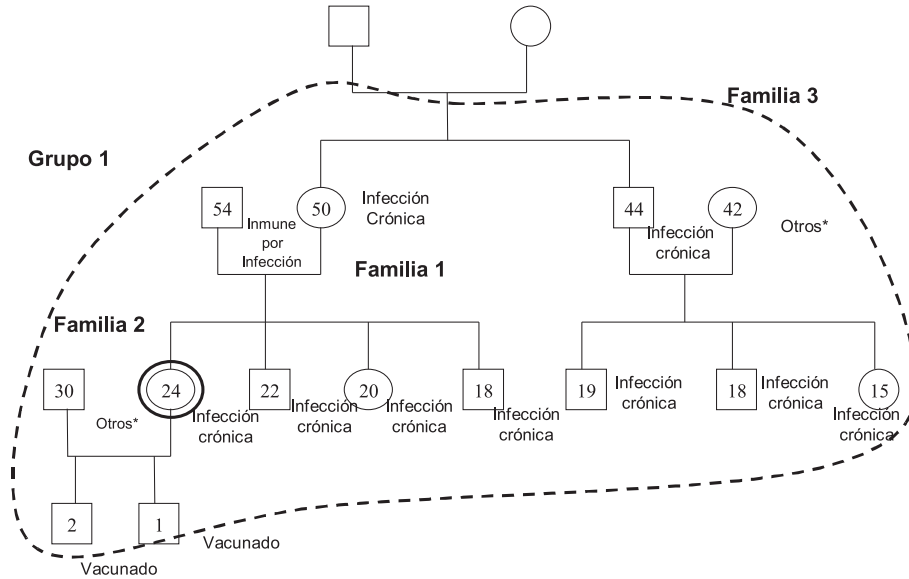 Familia 3
Grupo 1
54
50
Infección
Crónica
Inmune
por
Infección
44
42
Infección
crónica
Otros*
Familia 1
Familia 2
30
Otros*
24
Infección
crónica
22
Infección
crónica
20
Infección
crónica
18
Infección
crónica
19
Infección
crónica
18
Infección
crónica
15
Infección
crónica
2
Vacunado
1
Vacunado